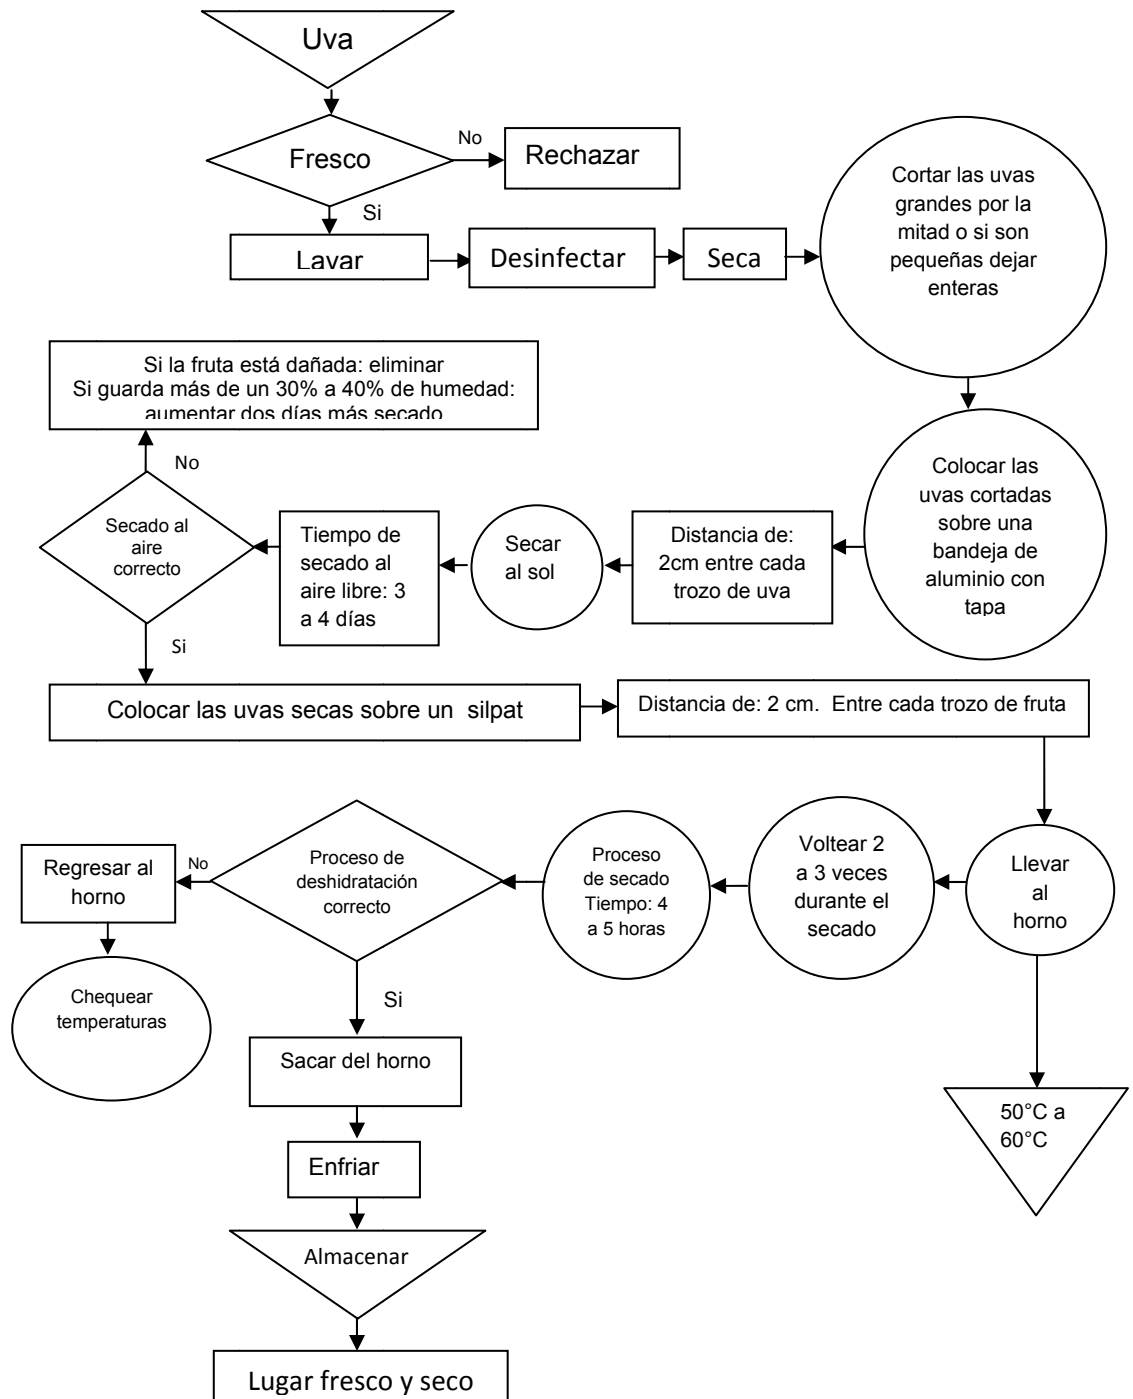 Uva
Fresco
No
Rechazar
Si
Lavar
Desinfectar
Seca
Cortar las uvas
grandes por la
mitad o si son
pequeñas dejar
enteras
Colocar las
uvas cortadas
sobre una
bandeja de
aluminio con
tapa
Distancia de:
2cm entre cada
trozo de uva
Secar
al sol
Tiempo de
secado al
aire libre: 3
a 4 días
Secado al
aire
correcto
No
Si la fruta está dañada: eliminar
Si guarda más de un 30% a 40% de humedad:
aumentar dos días más secado
Si
Colocar las uvas secas sobre un silpat
Distancia de: 2 cm. Entre cada trozo de fruta
Llevar
al
horno
50°C a
60°C
Voltear 2
a 3 veces
durante el
secado
Proceso
de secado
Tiempo: 4
a 5 horas
Proceso de
deshidratación
correcto
No
Regresar al
horno
Chequear
temperaturas
Si
Sacar del horno
Enfriar
Almacenar
Lugar fresco y seco